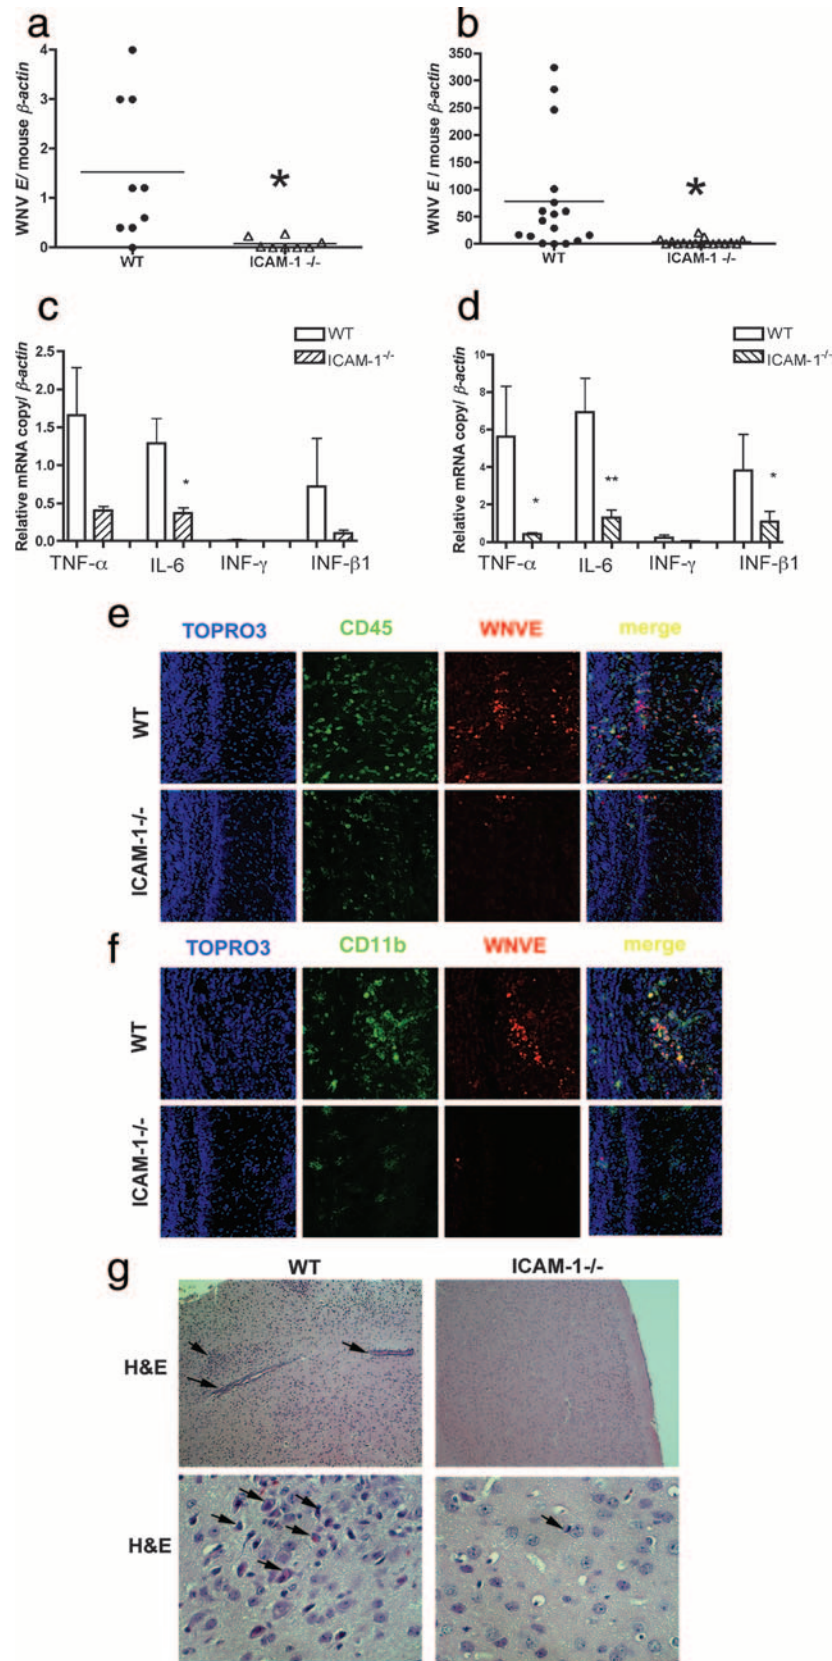 a
WNV E/ mouse β-actin
4
3
2
1
0
*
WT
ICAM-1 -/-
b
WNV E / mouse β-actin
350
300
250
200
150
100
50
0
*
WT
ICAM-1 -/-
c
WT
ICAM-1-/-
Relative mRNA copy/ β-actin
2.5
2.0
1.5
1.0
0.5
0.0
*
TNF-α IL-6 INF-γ INF-β1
d
WT
ICAM-1-/-
Relative mRNA copy/ β-actin
10
8
6
4
2
0
* ** *
TNF-α IL-6 INF-γ INF-β1
e
TOPRO3 CD45 WNVE merge
WT
ICAM-1-/-
f
TOPRO3 CD11b WNVE merge
WT
ICAM-1-/-
g
WT ICAM-1-/-
H&E
H&E